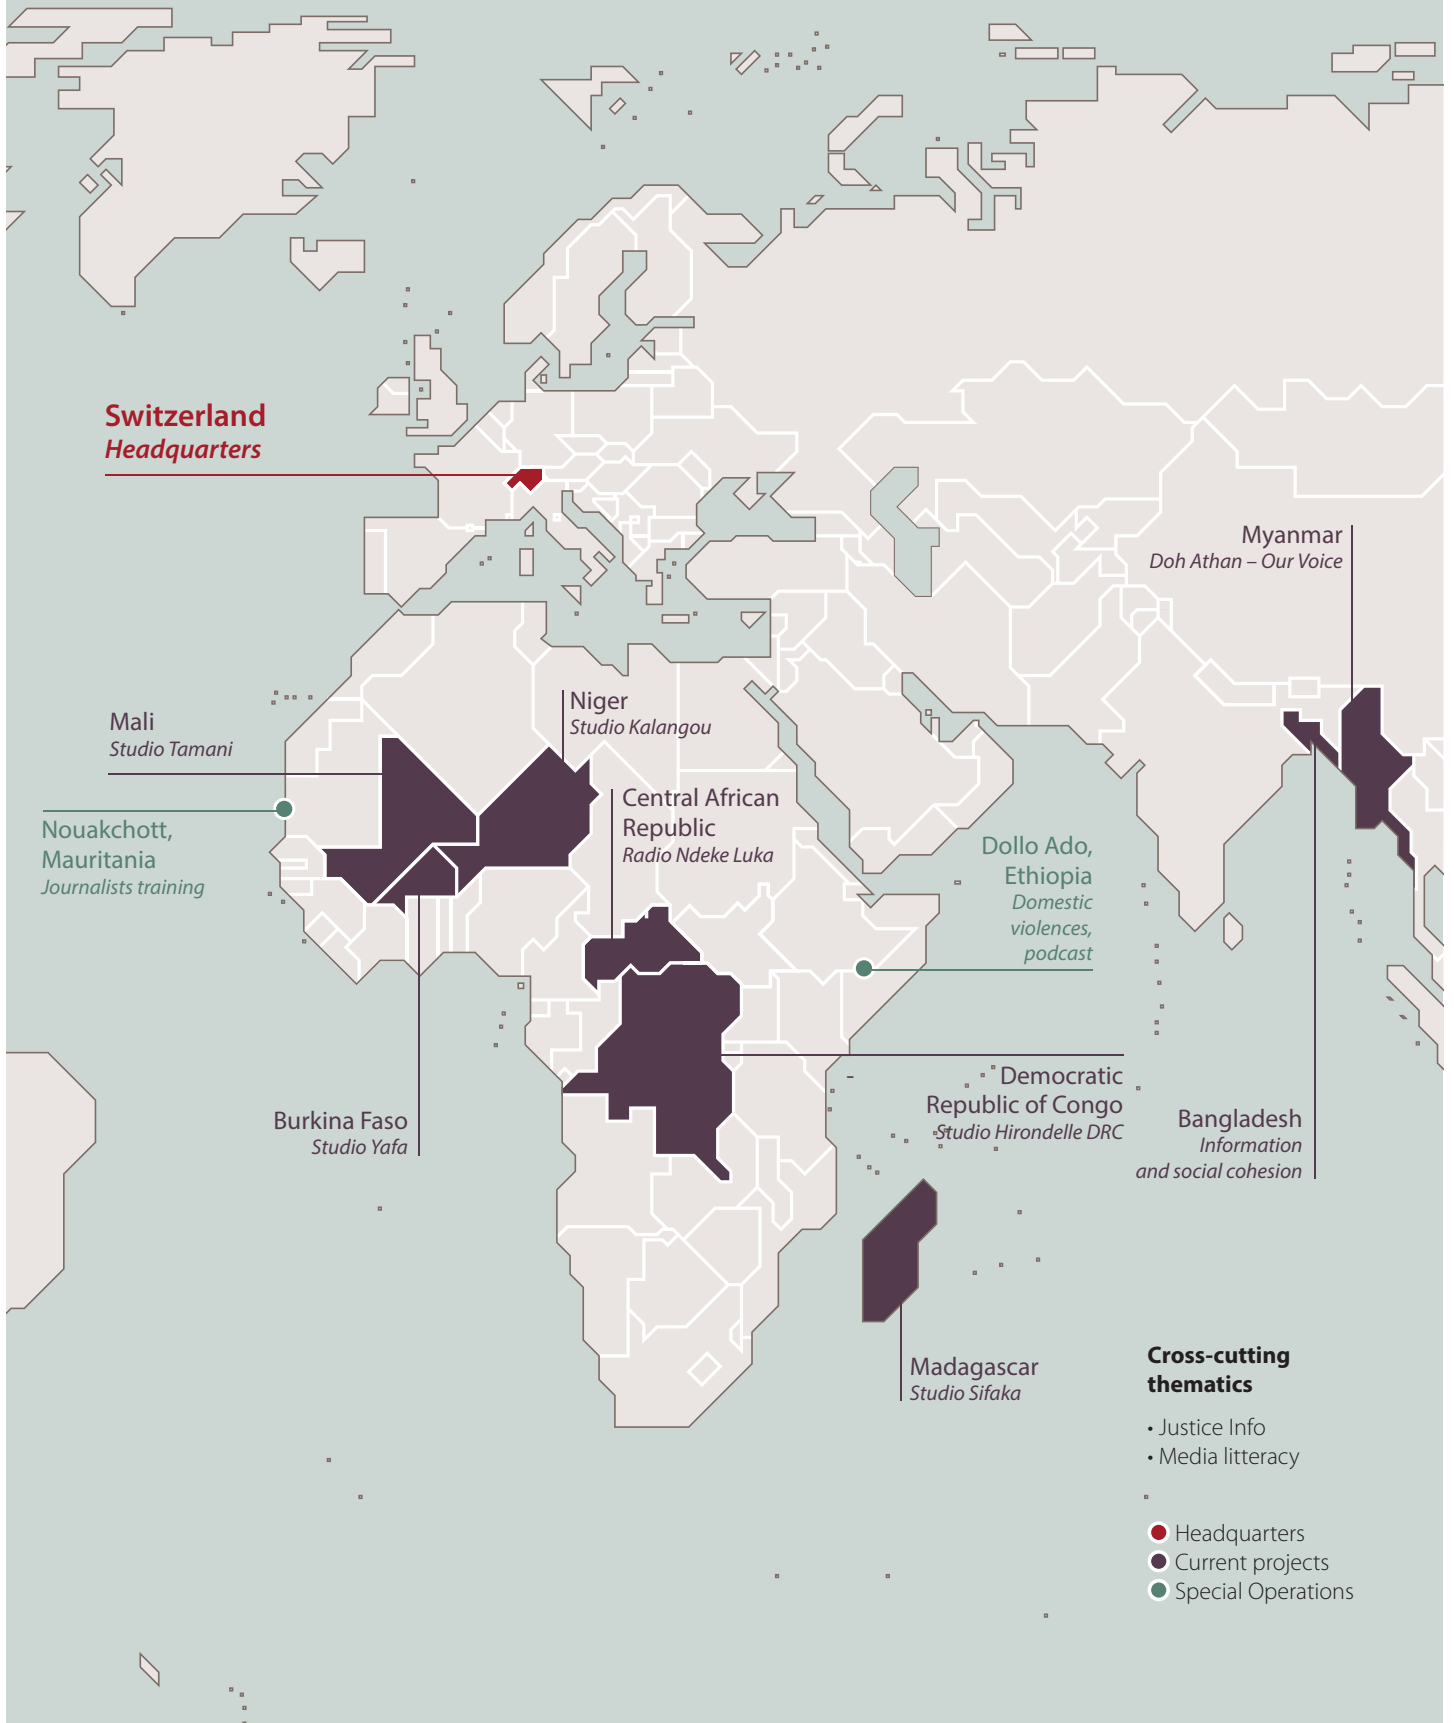 Switzerland
Headquarters
Myanmar
Doh Athan – Our Voice
Niger
Studio Kalangou
Mali
Studio Tamani
Central African
Republic
Radio Ndeke Luka
Nouakchott,
Mauritania
Journalists training
Dollo Ado,
Ethiopia
Domestic
violences,
podcast
Democratic
Republic of Congo
Studio Hirondelle DRC
Burkina Faso
Studio Yafa
Bangladesh
Information
and social cohesion
Madagascar
Studio Sifaka
Cross-cutting
thematics
• Justice Info
• Media litteracy
Headquarters
Current projects
Special Operations